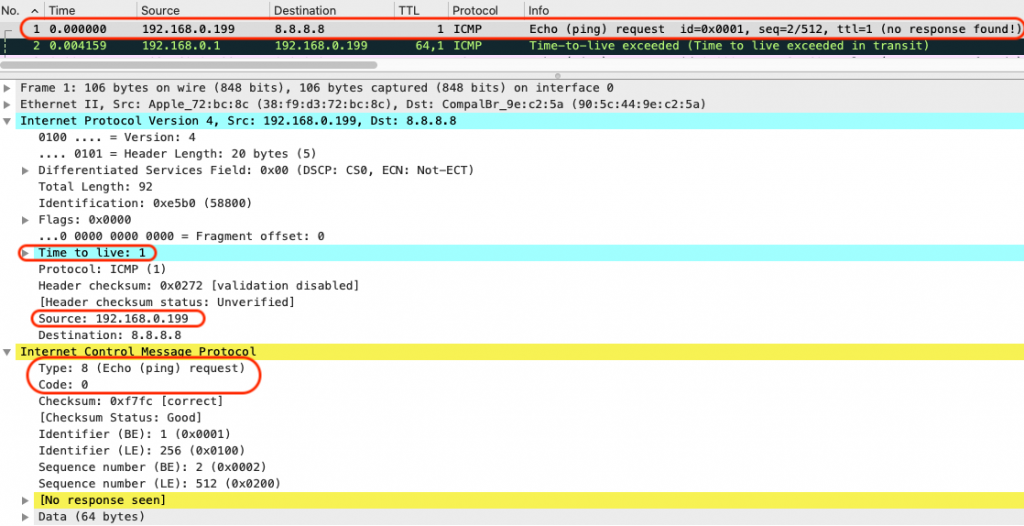 No. Time Source Destination TTL Protocol Info
1 0.000000 192.168.0.199 8.8.8.8 1 ICMP Echo (ping) request id=0x0001, seq=2/512, ttl=1 (no response found!)
2 0.004159 192.168.0.1 192.168.0.199 64,1 ICMP Time-to-live exceeded (Time to live exceeded in transit)
Frame 1: 106 bytes on wire (848 bits), 106 bytes captured (848 bits) on interface 0
Ethernet II, Src: Apple_72:bc:8c (38:f9:d3:72:bc:8c), Dst: CompalBr_9e:c2:5a (90:5c:44:9e:c2:5a)
Internet Protocol Version 4, Src: 192.168.0.199, Dst: 8.8.8.8
0100 .... = Version: 4
.... 0101 = Header Length: 20 bytes (5)
Differentiated Services Field: 0x00 (DSCP: CS0, ECN: Not-ECT)
Total Length: 92
Identification: 0xe5b0 (58800)
Flags: 0x0000
...0 0000 0000 0000 = Fragment offset: 0
Time to live: 1
Protocol: ICMP (1)
Header checksum: 0x0272 [validation disabled]
[Header checksum status: Unverified]
Source: 192.168.0.199
Destination: 8.8.8.8
Internet Control Message Protocol
Type: 8 (Echo (ping) request)
Code: 0
Checksum: 0xf7fc [correct]
[Checksum Status: Good]
Identifier (BE): 1 (0x0001)
Identifier (LE): 256 (0x0100)
Sequence number (BE): 2 (0x0002)
Sequence number (LE): 512 (0x0200)
[No response seen]
Data (64 bytes)